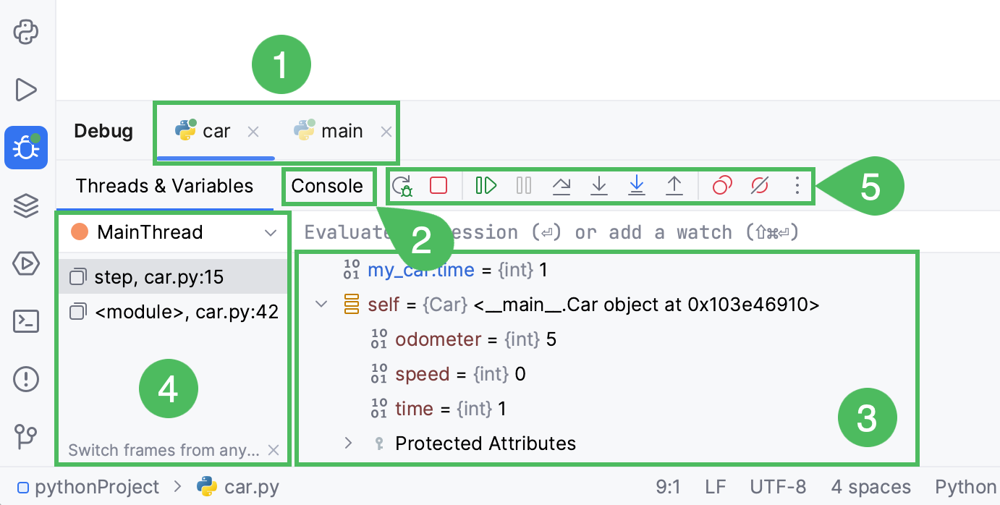 1
Debug car main
Threads & Variables Console 5
MainThread Evaluate ession (⏎) or add a watch (⇧⌘⏎)
2
step, car.py:15 my_car.time = {int} 1
<module>, car.py:42 self = {Car} <__main__.Car object at 0x103e46910>
odometer = {int} 5
speed = {int} 0
4
time = {int} 1
3
Switch frames from any... Protected Attributes
pythonProject > car.py 9:1 LF UTF-8 4 spaces Python